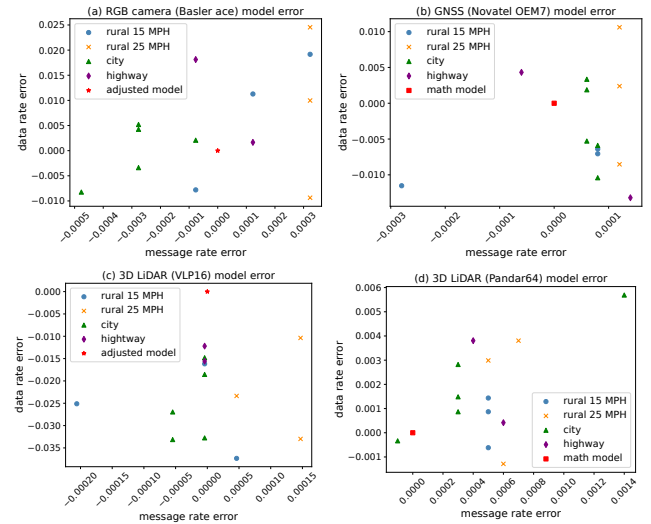 (a) RGB camera (Basler ace) model error
rural 15 MPH
rural 25 MPH
city
highway
adjusted model
0.025
0.020
0.015
0.010
0.005
0.000
−0.005
−0.010
data rate error
−0.0005
−0.0004
−0.0003
−0.0001
0.0000
0.0001
0.0002
0.0003
message rate error
(b) GNSS (Novatel OEM7) model error
rural 15 MPH
rural 25 MPH
city
highway
math model
0.010
0.005
0.000
−0.005
−0.010
data rate error
−0.0003
−0.0002
−0.0001
0.0000
0.0001
message rate error
(c) 3D LiDAR (VLP16) model error
rural 15 MPH
rural 25 MPH
city
hightway
adjusted model
0.000
−0.005
−0.010
−0.015
−0.020
−0.025
−0.030
−0.035
data rate error
−0.00020
−0.00015
−0.00010
−0.00005
0.00000
0.00005
0.00010
0.00015
message rate error
(d) 3D LiDAR (Pandar64) model error
0.006
0.005
0.004
0.003
0.002
0.001
0.000
−0.001
data rate error
rural 15 MPH
rural 25 MPH
city
highway
math model
0.0000
0.0002
0.0004
0.0006
0.0008
0.0010
0.0012
0.0014
message rate error